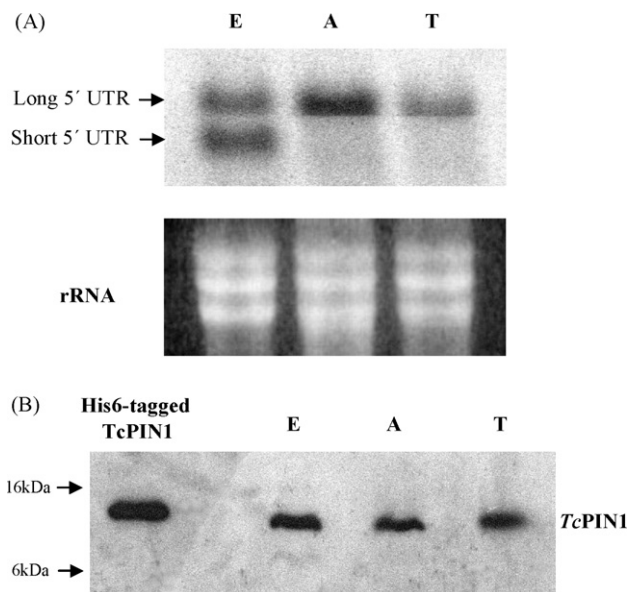 (A)
E A T
Long 5´ UTR
Short 5´ UTR
rRNA
(B)
His6-tagged
TcPIN1
E A T
16kDa
TcPIN1
6kDa